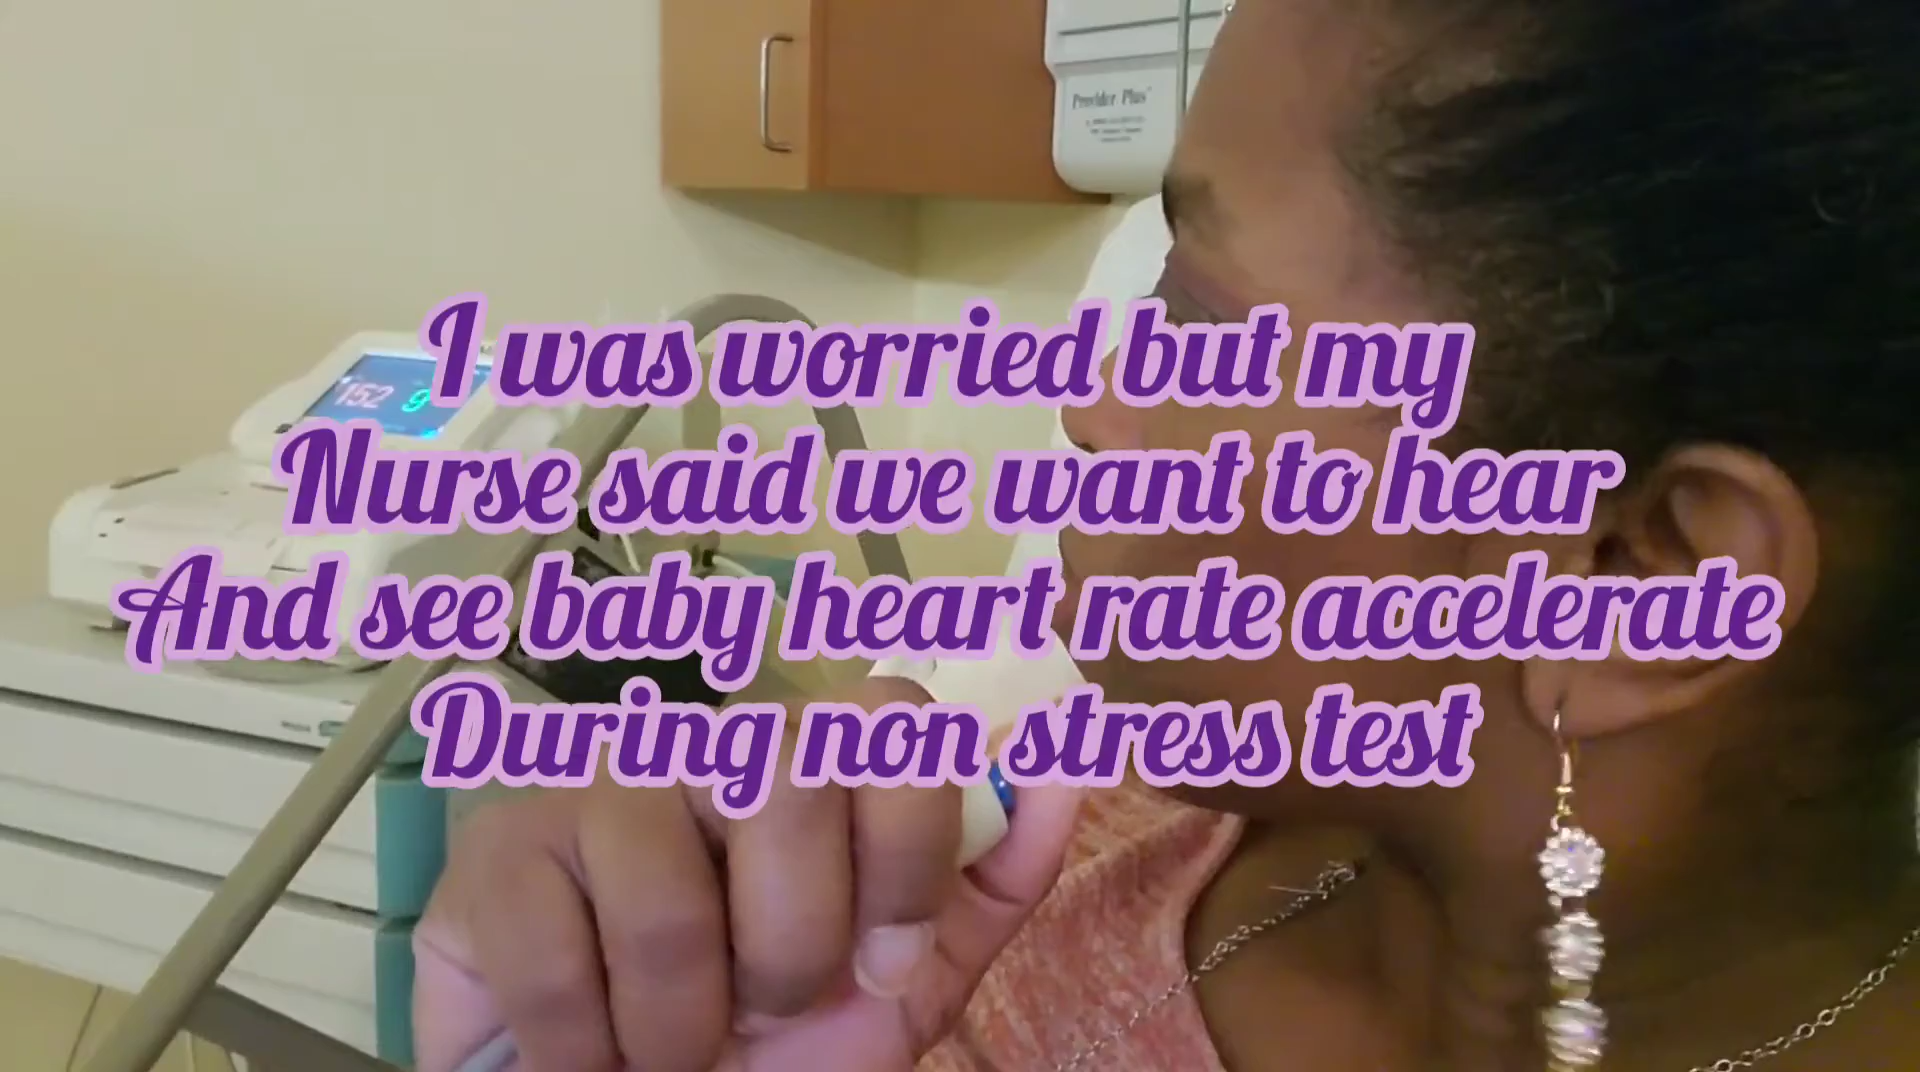 I was worried but my
Nurse said we want to hear
And see baby heart rate accelerate
During non stress test
152 9
Provider Plus